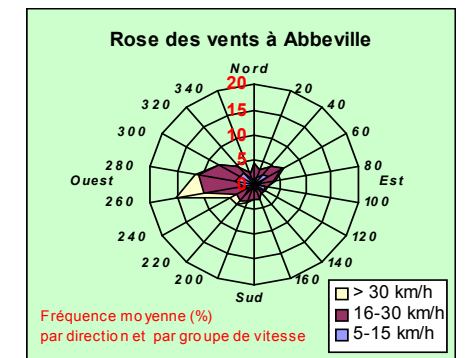 Rose des vents à Abbeville
Nord
20
15
10
5
0
20
40
60
80
Est
100
120
140
160
Sud
200
220
240
260
Ouest
280
300
320
340
Fréquence moyenne (%)
par direction et par groupe de vitesse
> 30 km/h
16-30 km/h
5-15 km/h